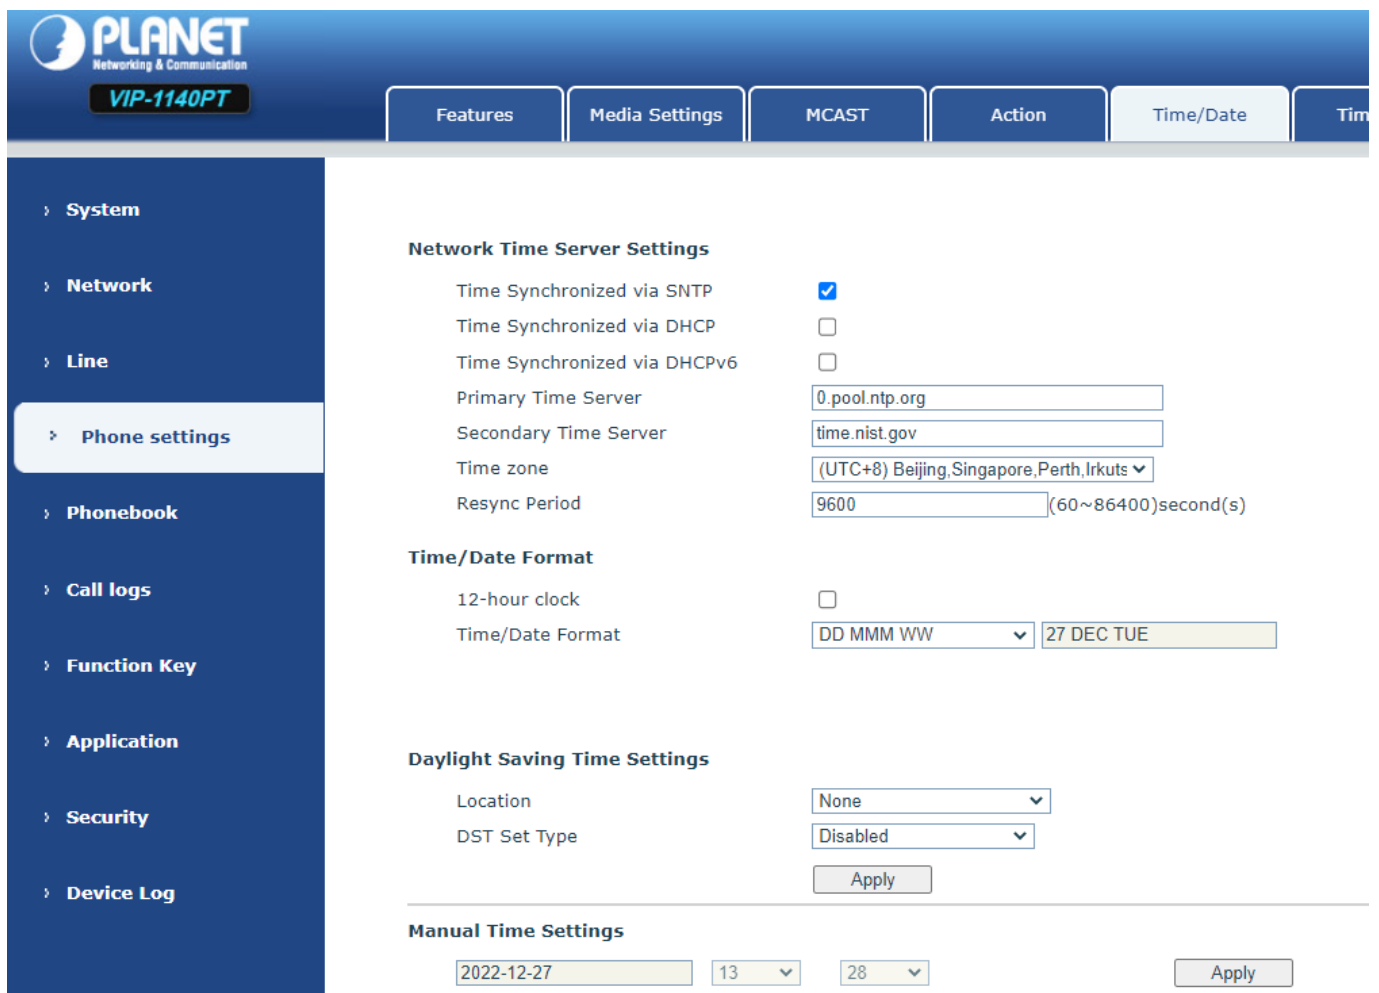 PLANET
Networking & Communication
VIP-1140PT
Features
Media Settings
MCAST
Action
Time/Date
Tim
System
Network
Line
Phone settings
Phonebook
Call logs
Function Key
Application
Security
Device Log
Network Time Server Settings
Time Synchronized via SNTP
Time Synchronized via DHCP
Time Synchronized via DHCPv6
Primary Time Server 0.pool.ntp.org
Secondary Time Server time.nist.gov
Time zone (UTC+8) Beijing,Singapore,Perth,Irkuts
Resync Period 9600 (60~86400)second(s)
Time/Date Format
12-hour clock
Time/Date Format DD MMM WW 27 DEC TUE
Daylight Saving Time Settings
Location None
DST Set Type Disabled
Apply
Manual Time Settings
2022-12-27 13 28 Apply